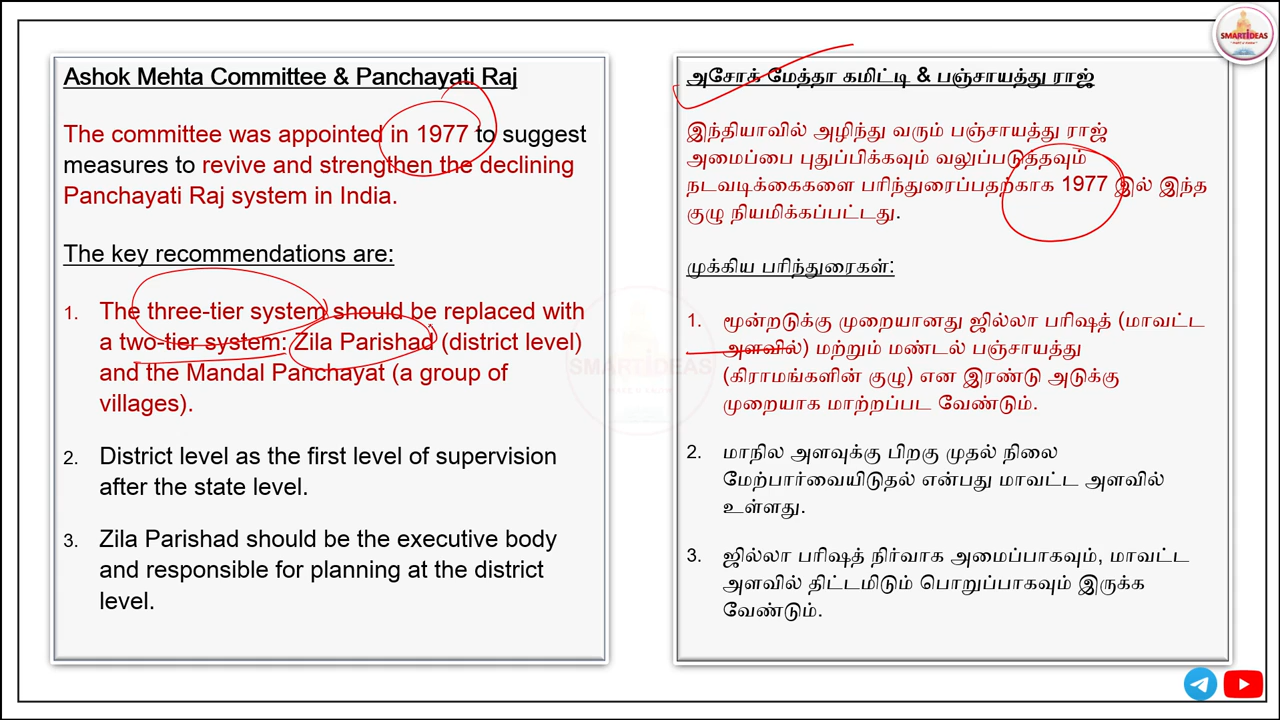 SMARTIDEAS
Ashok Mehta Committee & Panchayati Raj
The committee was appointed in 1977 to suggest
measures to revive and strengthen the declining
Panchayati Raj system in India.
The key recommendations are:
1. The three-tier system should be replaced with
a two-tier system: Zila Parishad (district level)
and the Mandal Panchayat (a group of
villages).
2. District level as the first level of supervision
after the state level.
3. Zila Parishad should be the executive body
and responsible for planning at the district
level.
அசோக் மேத்தா கமிட்டி & பஞ்சாயத்து ராஜ்
இந்தியாவில் அழிந்து வரும் பஞ்சாயத்து ராஜ்
அமைப்பை புதுப்பிக்கவும் வலுப்படுத்தவும்
நடவடிக்கைகளை பரிந்துரைப்பதற்காக 1977 இல் இந்த
குழு நியமிக்கப்பட்டது.
முக்கிய பரிந்துரைகள்:
1. மூன்றடுக்கு முறையானது ஜில்லா பரிஷத் (மாவட்ட
அளவில்) மற்றும் மண்டல் பஞ்சாயத்து
(கிராமங்களின் குழு) என இரண்டு அடுக்கு
முறையாக மாற்றப்பட வேண்டும்.
2. மாநில அளவுக்கு பிறகு முதல் நிலை
மேற்பார்வையிடுதல் என்பது மாவட்ட அளவில்
உள்ளது.
3. ஜில்லா பரிஷத் நிர்வாக அமைப்பாகவும், மாவட்ட
அளவில் திட்டமிடும் பொறுப்பாகவும் இருக்க
வேண்டும்.
SMARTIDEAS